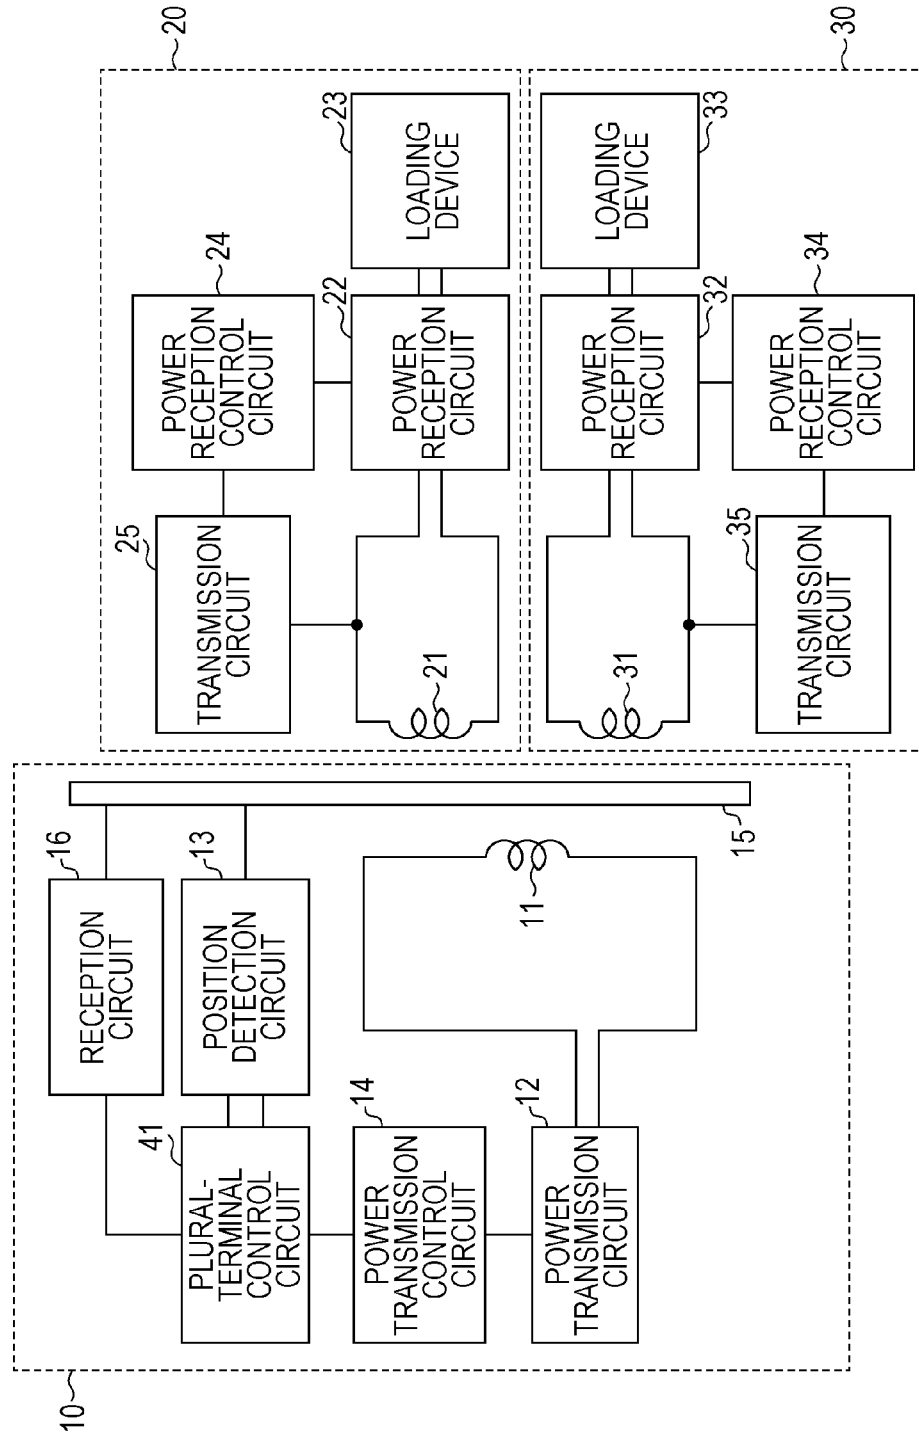 10
16
RECEPTION
CIRCUIT
41
PLURAL-
TERMINAL
CONTROL
CIRCUIT
13
POSITION
DETECTION
CIRCUIT
14
POWER
TRANSMISSION
CONTROL
CIRCUIT
12
POWER
TRANSMISSION
CIRCUIT
11
15
20
25
TRANSMISSION
CIRCUIT
24
POWER
RECEPTION
CONTROL
CIRCUIT
21
22
POWER
RECEPTION
CIRCUIT
23
LOADING
DEVICE
30
31
32
POWER
RECEPTION
CIRCUIT
33
LOADING
DEVICE
35
TRANSMISSION
CIRCUIT
34
POWER
RECEPTION
CONTROL
CIRCUIT